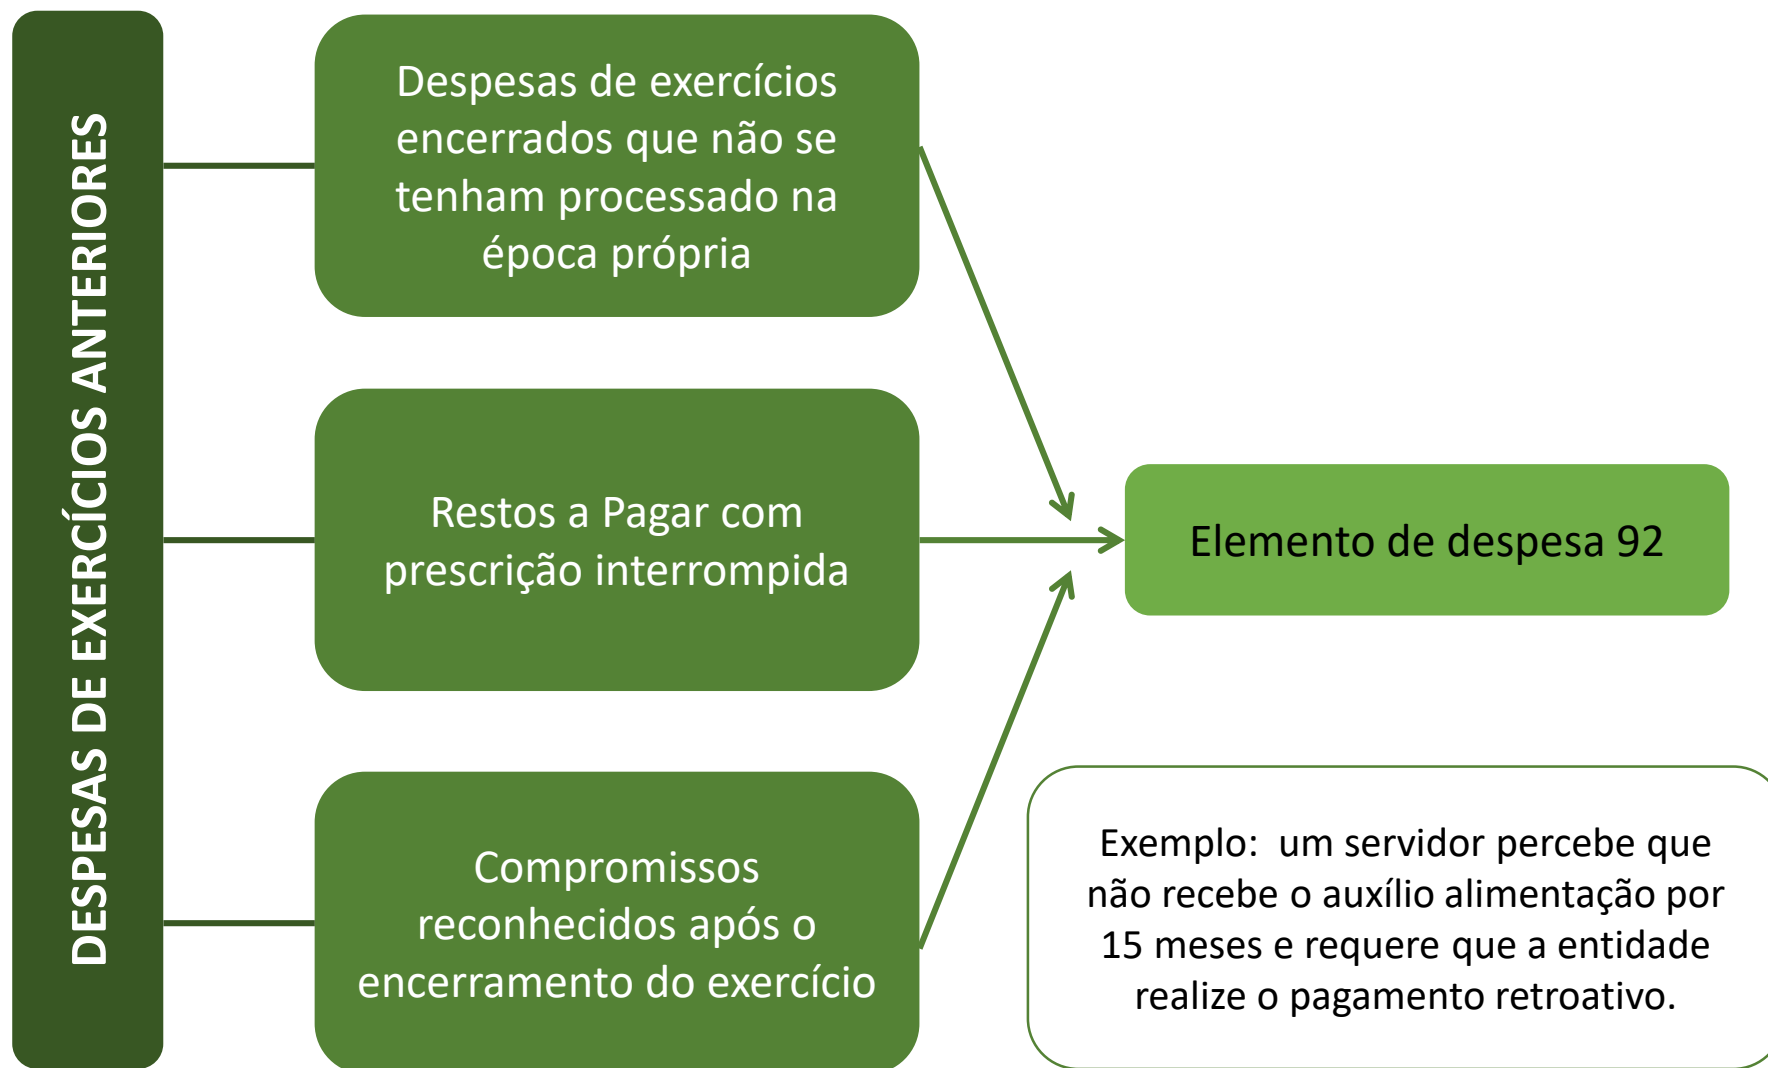 DESPESAS DE EXERCÍCIOS ANTERIORES
Despesas de exercícios
encerrados que não se
tenham processado na
época própria
Restos a Pagar com
prescrição interrompida
Compromissos
reconhecidos após o
encerramento do exercício
Elemento de despesa 92
Exemplo: um servidor percebe que
não recebe o auxílio alimentação por
15 meses e requere que a entidade
realize o pagamento retroativo.